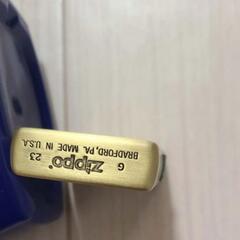 G zippo 23
BRADFORD, PA. MADE IN U.S.A.